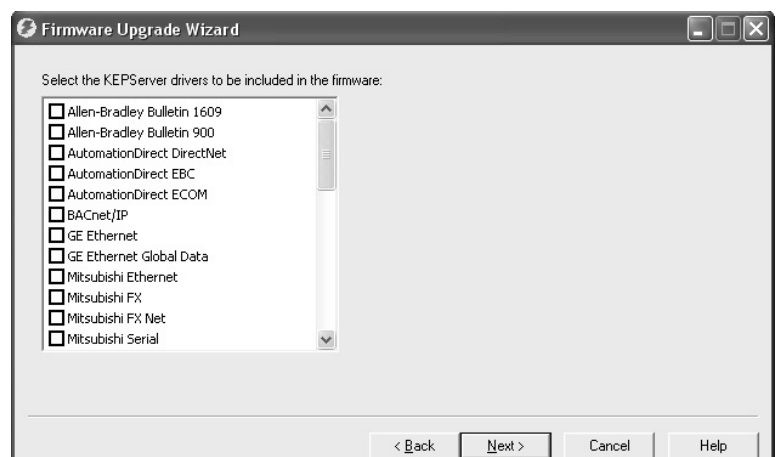 Firmware Upgrade Wizard
Select the KEPServer drivers to be included in the firmware:
Allen-Bradley Bulletin 1609
Allen-Bradley Bulletin 900
AutomationDirect DirectNet
AutomationDirect EBC
AutomationDirect ECOM
BACnet/IP
GE Ethernet
GE Ethernet Global Data
Mitsubishi Ethernet
Mitsubishi FX
Mitsubishi FX Net
Mitsubishi Serial
< Back Next > Cancel Help